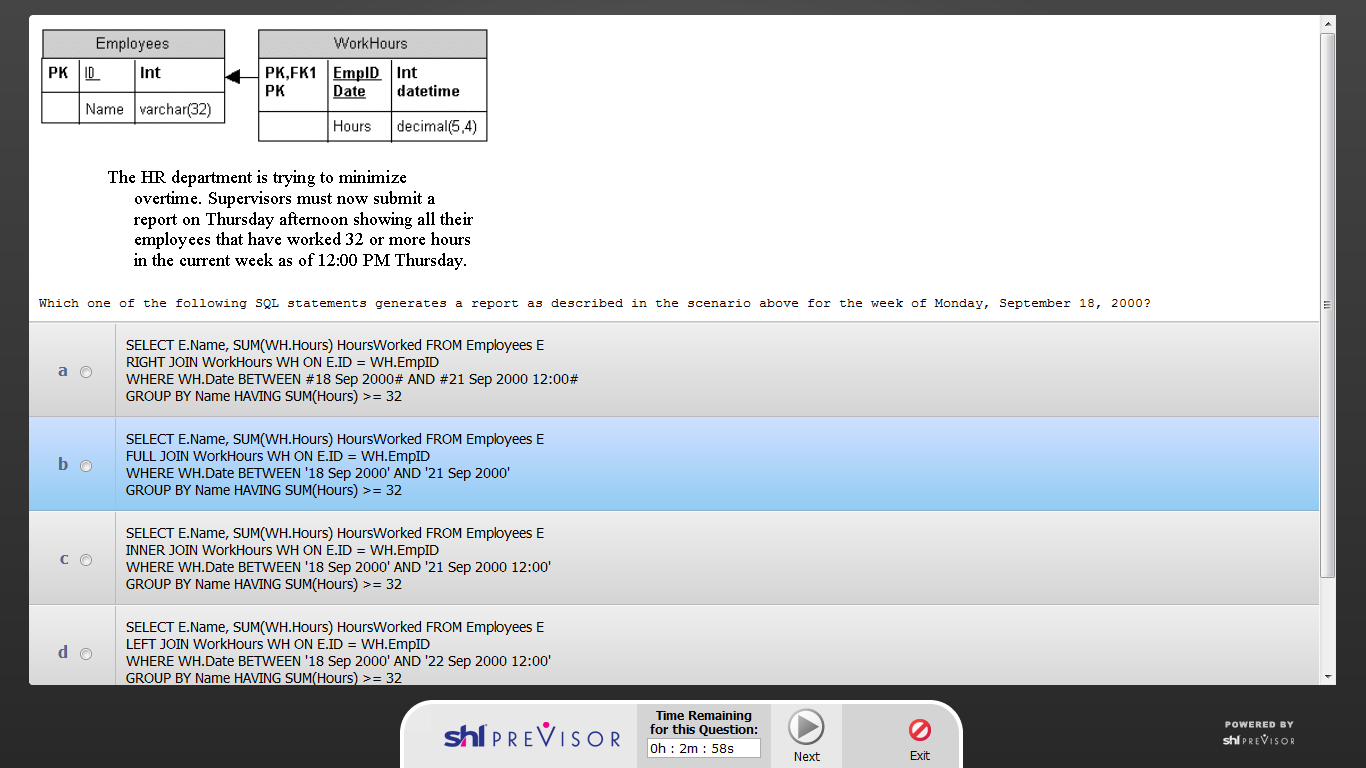 Employees
PK ID Int
Name varchar(32)
WorkHours
PK,FK1 EmpID Int
PK Date datetime
Hours decimal(5,4)
The HR department is trying to minimize
overtime. Supervisors must now submit a
report on Thursday afternoon showing all their
employees that have worked 32 or more hours
in the current week as of 12:00 PM Thursday.
Which one of the following SQL statements generates a report as described in the scenario above for the week of Monday, September 18, 2000?
a
SELECT E.Name, SUM(WH.Hours) HoursWorked FROM Employees E
RIGHT JOIN WorkHours WH ON E.ID = WH.EmpID
WHERE WH.Date BETWEEN #18 Sep 2000# AND #21 Sep 2000 12:00#
GROUP BY Name HAVING SUM(Hours) >= 32
b
SELECT E.Name, SUM(WH.Hours) HoursWorked FROM Employees E
FULL JOIN WorkHours WH ON E.ID = WH.EmpID
WHERE WH.Date BETWEEN '18 Sep 2000' AND '21 Sep 2000'
GROUP BY Name HAVING SUM(Hours) >= 32
c
SELECT E.Name, SUM(WH.Hours) HoursWorked FROM Employees E
INNER JOIN WorkHours WH ON E.ID = WH.EmpID
WHERE WH.Date BETWEEN '18 Sep 2000' AND '21 Sep 2000 12:00'
GROUP BY Name HAVING SUM(Hours) >= 32
d
SELECT E.Name, SUM(WH.Hours) HoursWorked FROM Employees E
LEFT JOIN WorkHours WH ON E.ID = WH.EmpID
WHERE WH.Date BETWEEN '18 Sep 2000' AND '22 Sep 2000 12:00'
GROUP BY Name HAVING SUM(Hours) >= 32
shl PREVISOR
Time Remaining
for this Question:
0h : 2m : 58s
Next
Exit
POWERED BY
shl PREVISOR